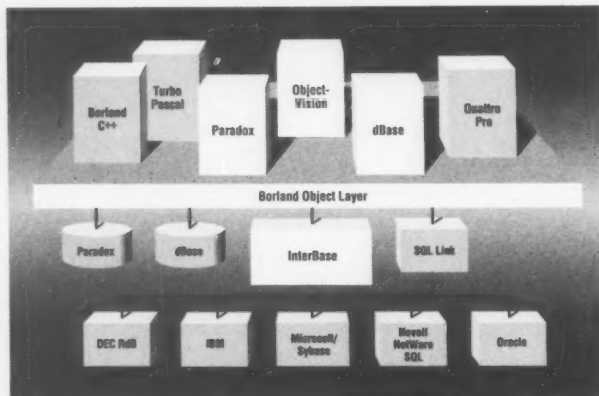 Borland
C++
Turbo
Pascal
Paradox
Object-
Vision
dBase
Quattro
Pro
Borland Object Layer
Paradox
dBase
InterBase
SQL Link
DEC RdB
IBM
Microsoft/
Sybase
Novell
NetWare
SQL
Oracle